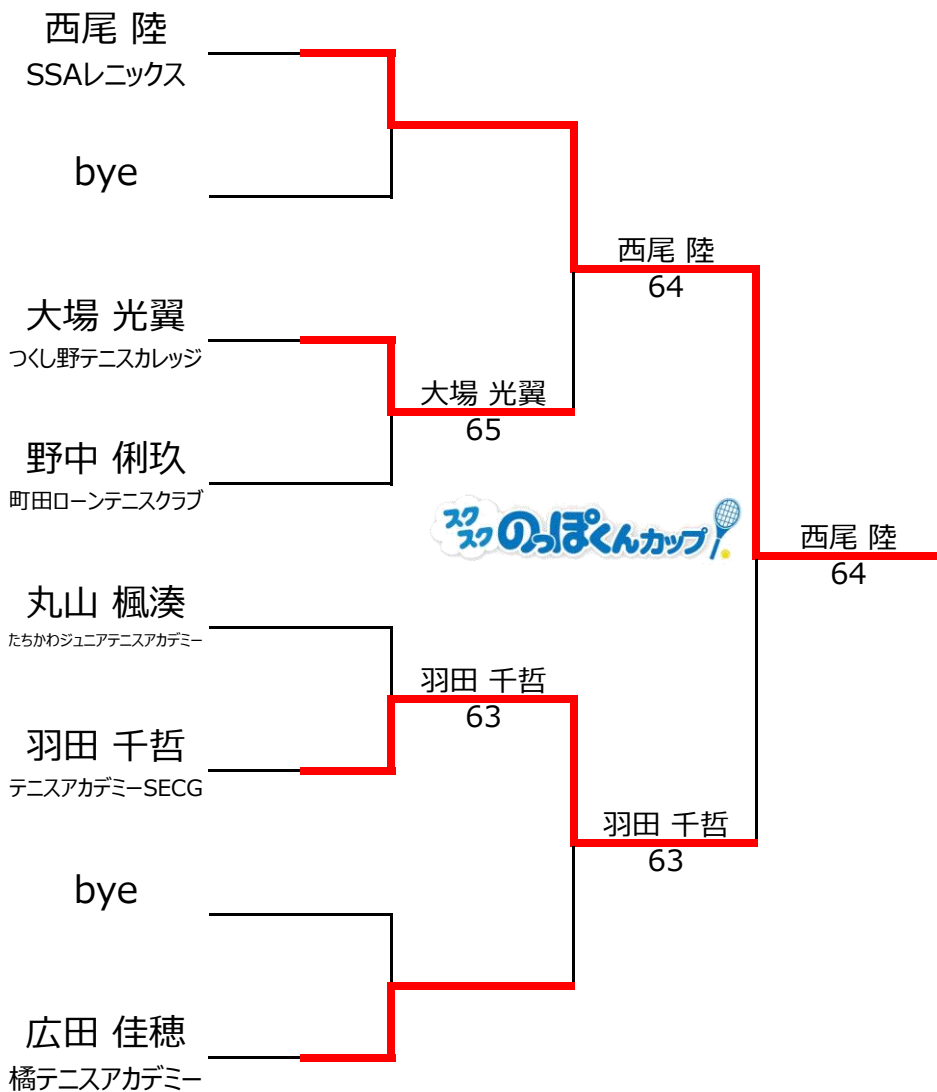 西尾 陸
SSAレニックス
bye
西尾 陸
64
大場 光翼
つくし野テニスカレッジ
大場 光翼
65
野中 俐玖
町田ローンテニスクラブ
スク
スク のっぽくんカップ
西尾 陸
64
丸山 楓湊
たちかわジュニアテニスアカデミー
羽田 千哲
63
羽田 千哲
テニスアカデミーSECG
羽田 千哲
63
bye
広田 佳穂
橘テニスアカデミー